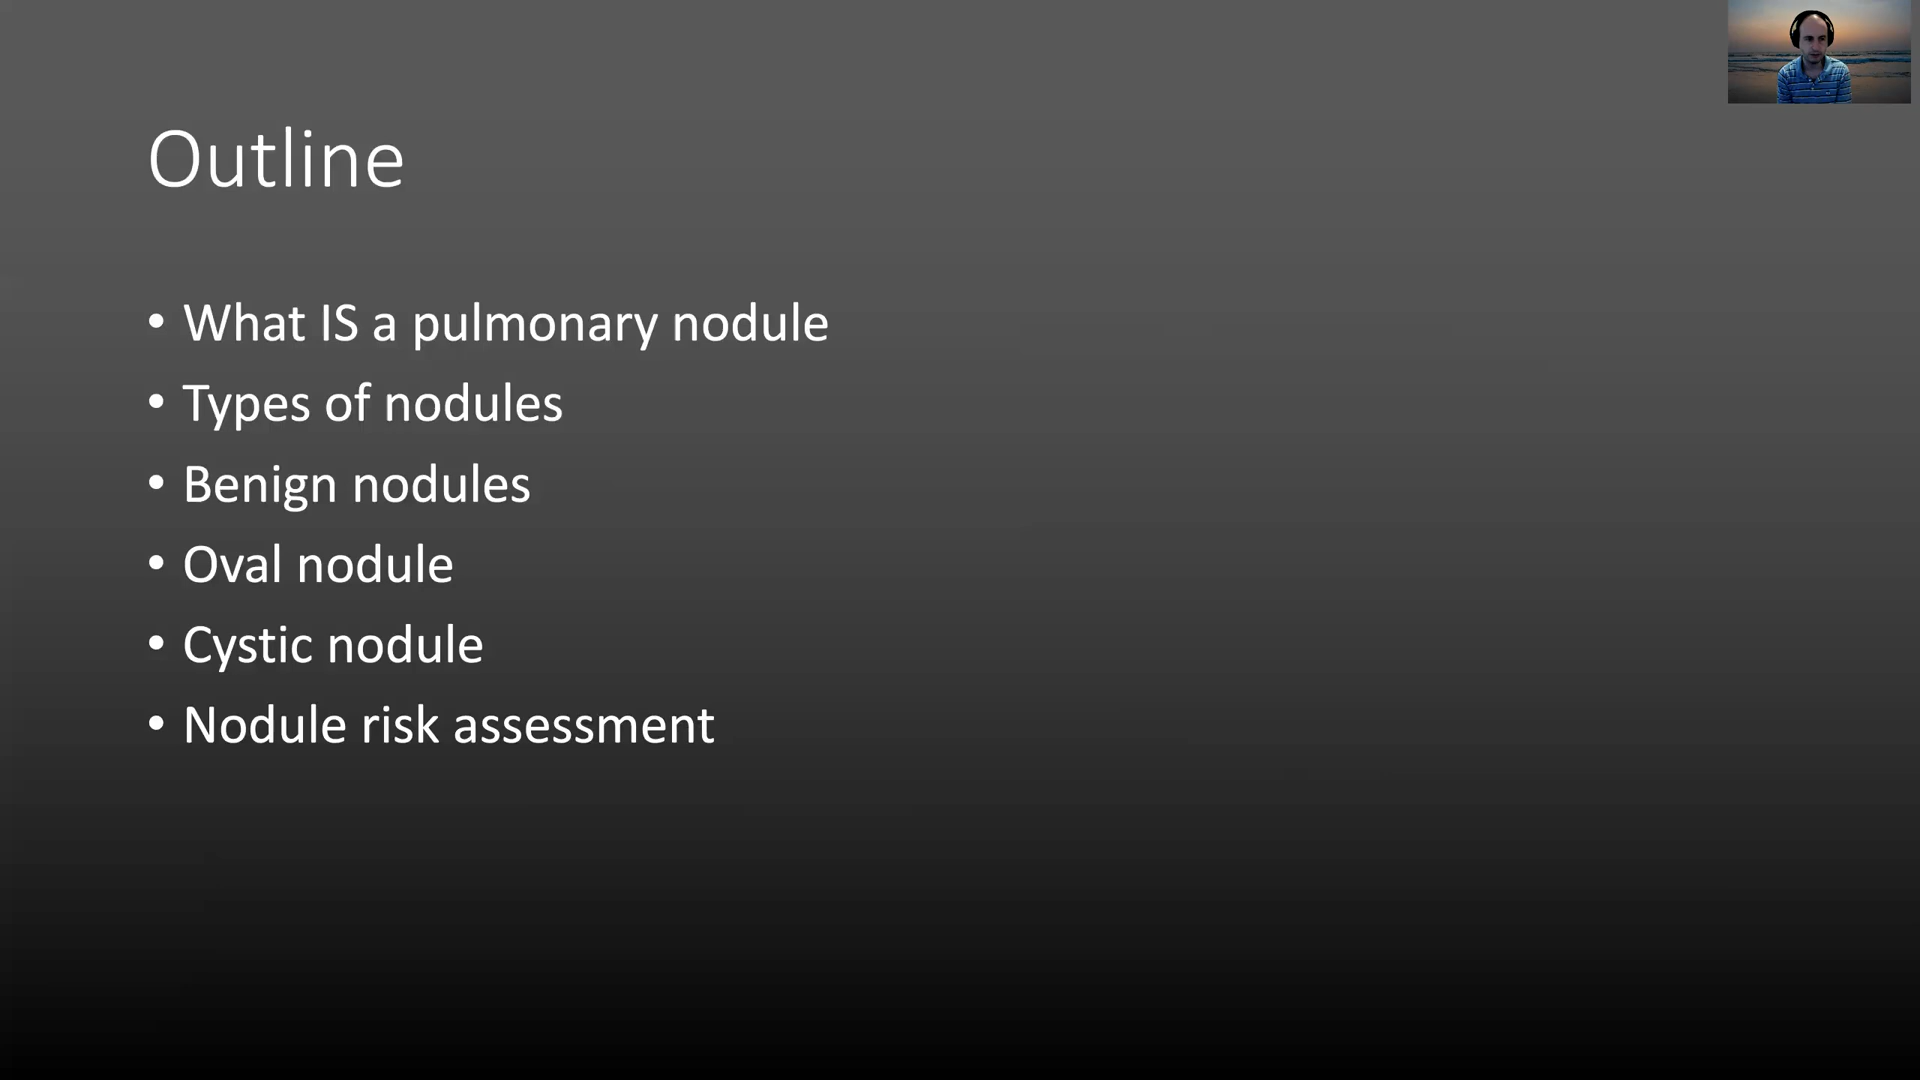 Outline
• What IS a pulmonary nodule
• Types of nodules
• Benign nodules
• Oval nodule
• Cystic nodule
• Nodule risk assessment